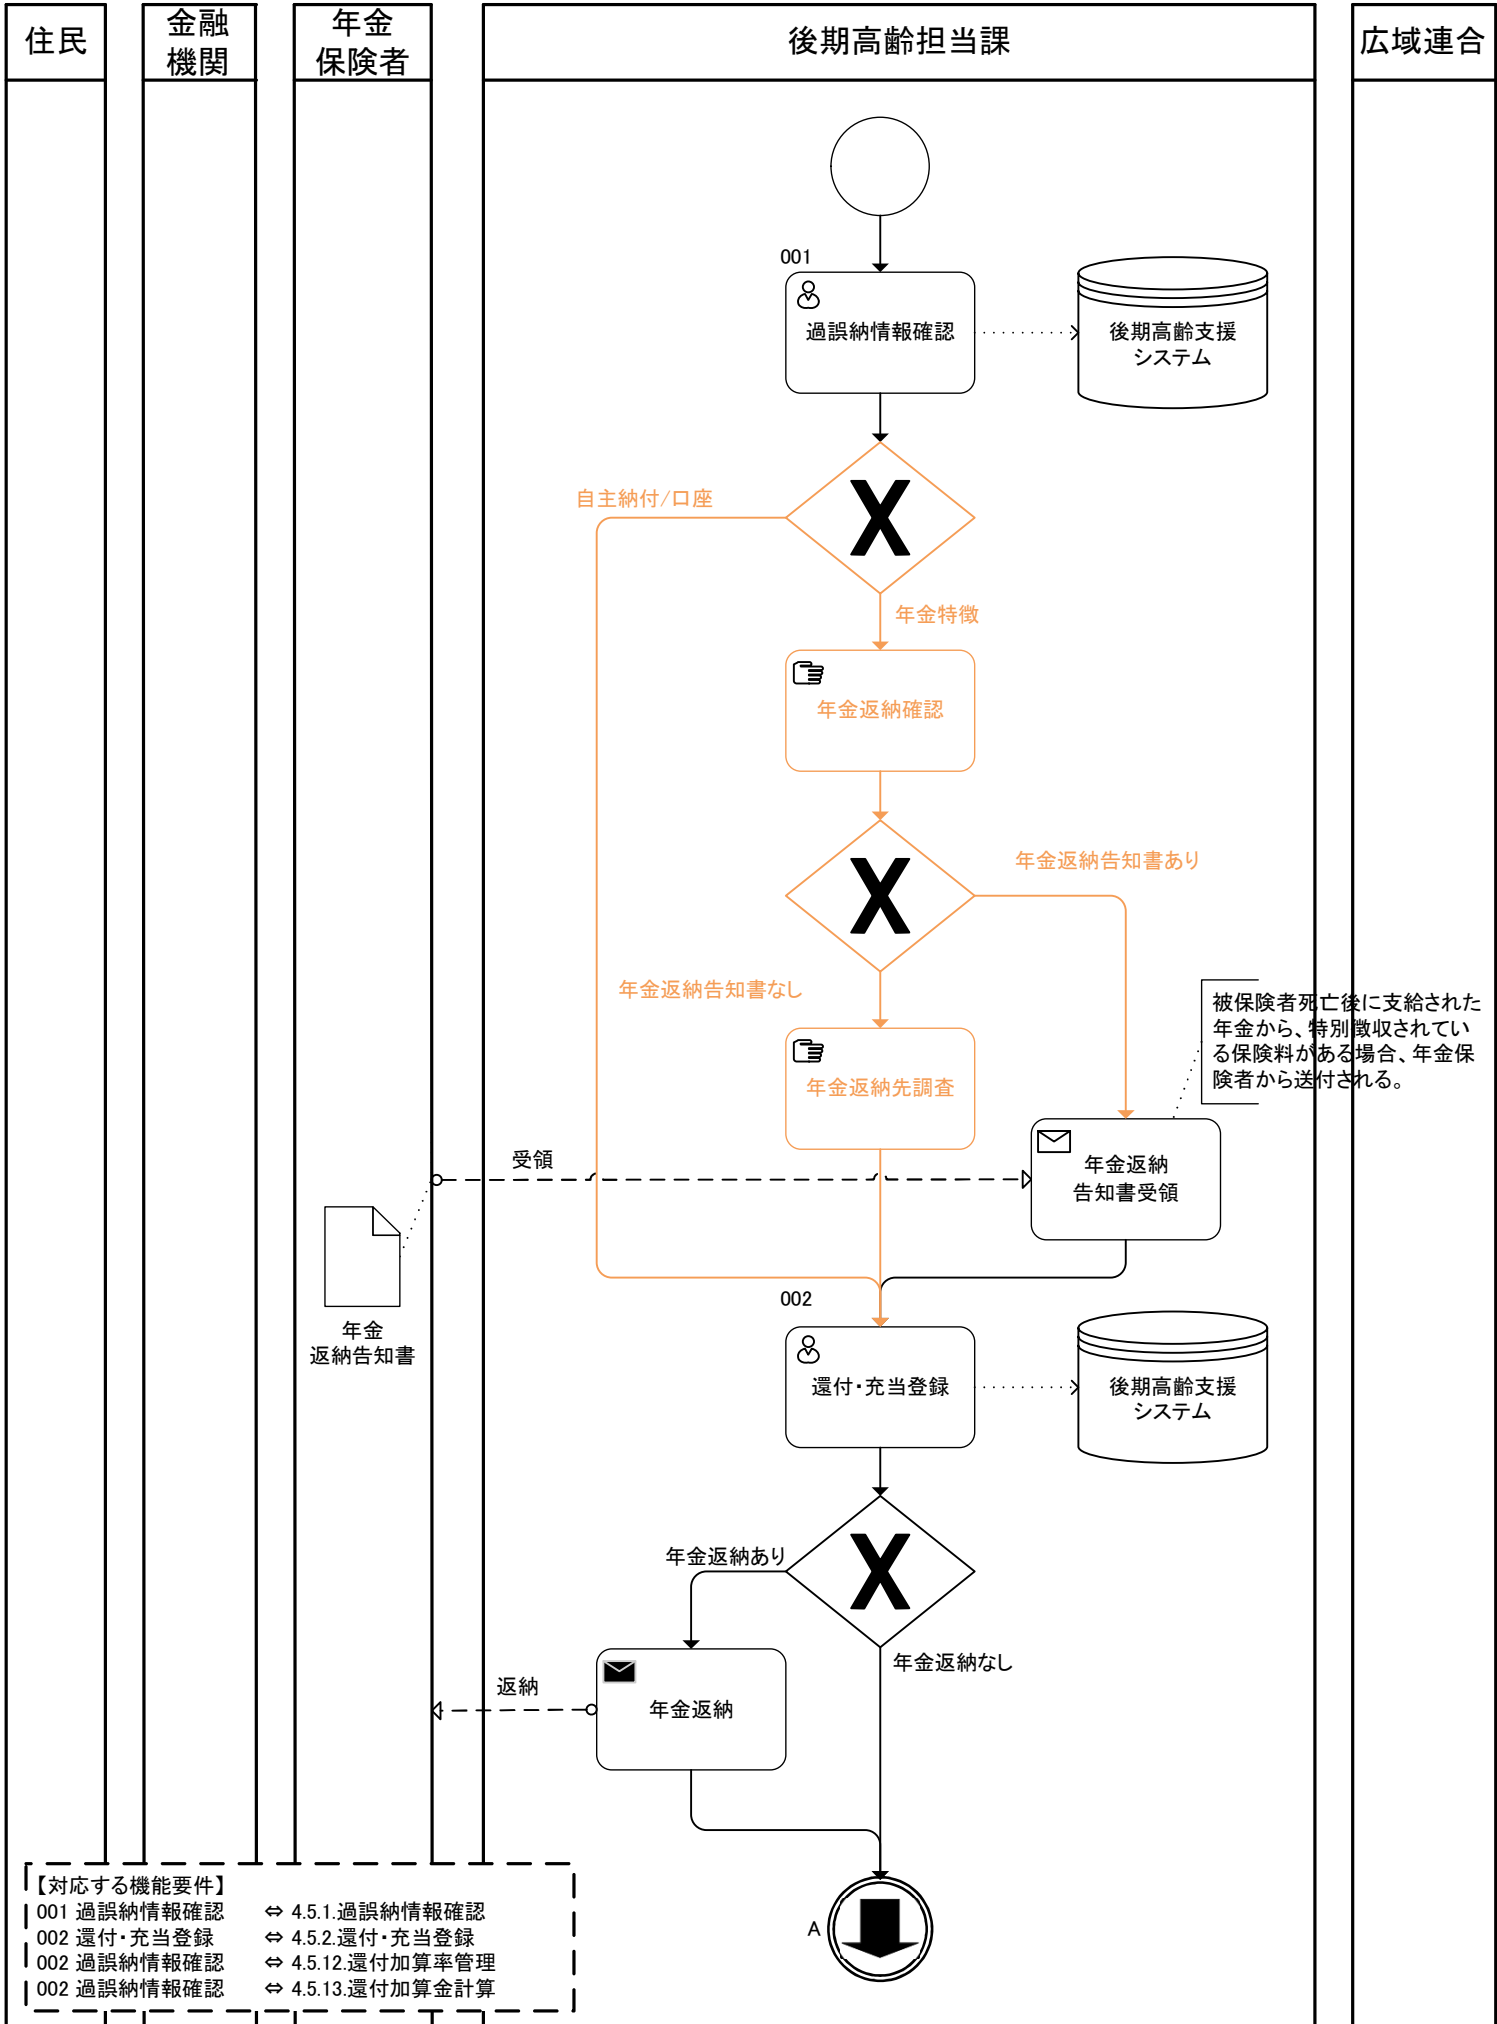 住民
金融
機関
年金
保険者
後期高齢担当課
広域連合
001
過誤納情報確認
後期高齢支援
システム
自主納付/口座
X
年金特徴
年金返納確認
年金返納告知書あり
X
年金返納告知書なし
被保険者死亡後に支給された
年金から、特別徴収されてい
る保険料がある場合、年金保
険者から送付される。
年金返納先調査
受領
年金返納
告知書受領
年金
返納告知書
002
還付・充当登録
後期高齢支援
システム
年金返納あり
X
年金返納なし
返納
年金返納
【対応する機能要件】
001 過誤納情報確認 ⇔ 4.5.1.過誤納情報確認
002 還付・充当登録 ⇔ 4.5.2.還付・充当登録
002 過誤納情報確認 ⇔ 4.5.12.還付加算率管理
002 過誤納情報確認 ⇔ 4.5.13.還付加算金計算
A